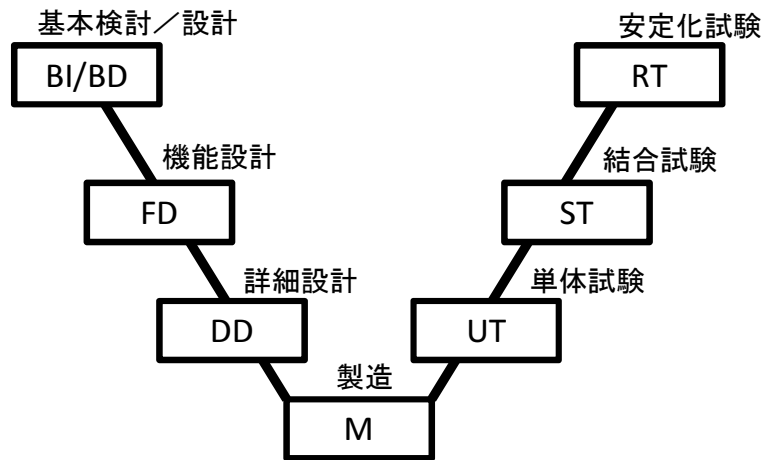 基本検討／設計
安定化試験
BI/BD
RT
機能設計
結合試験
FD
ST
詳細設計
単体試験
DD
UT
製造
M